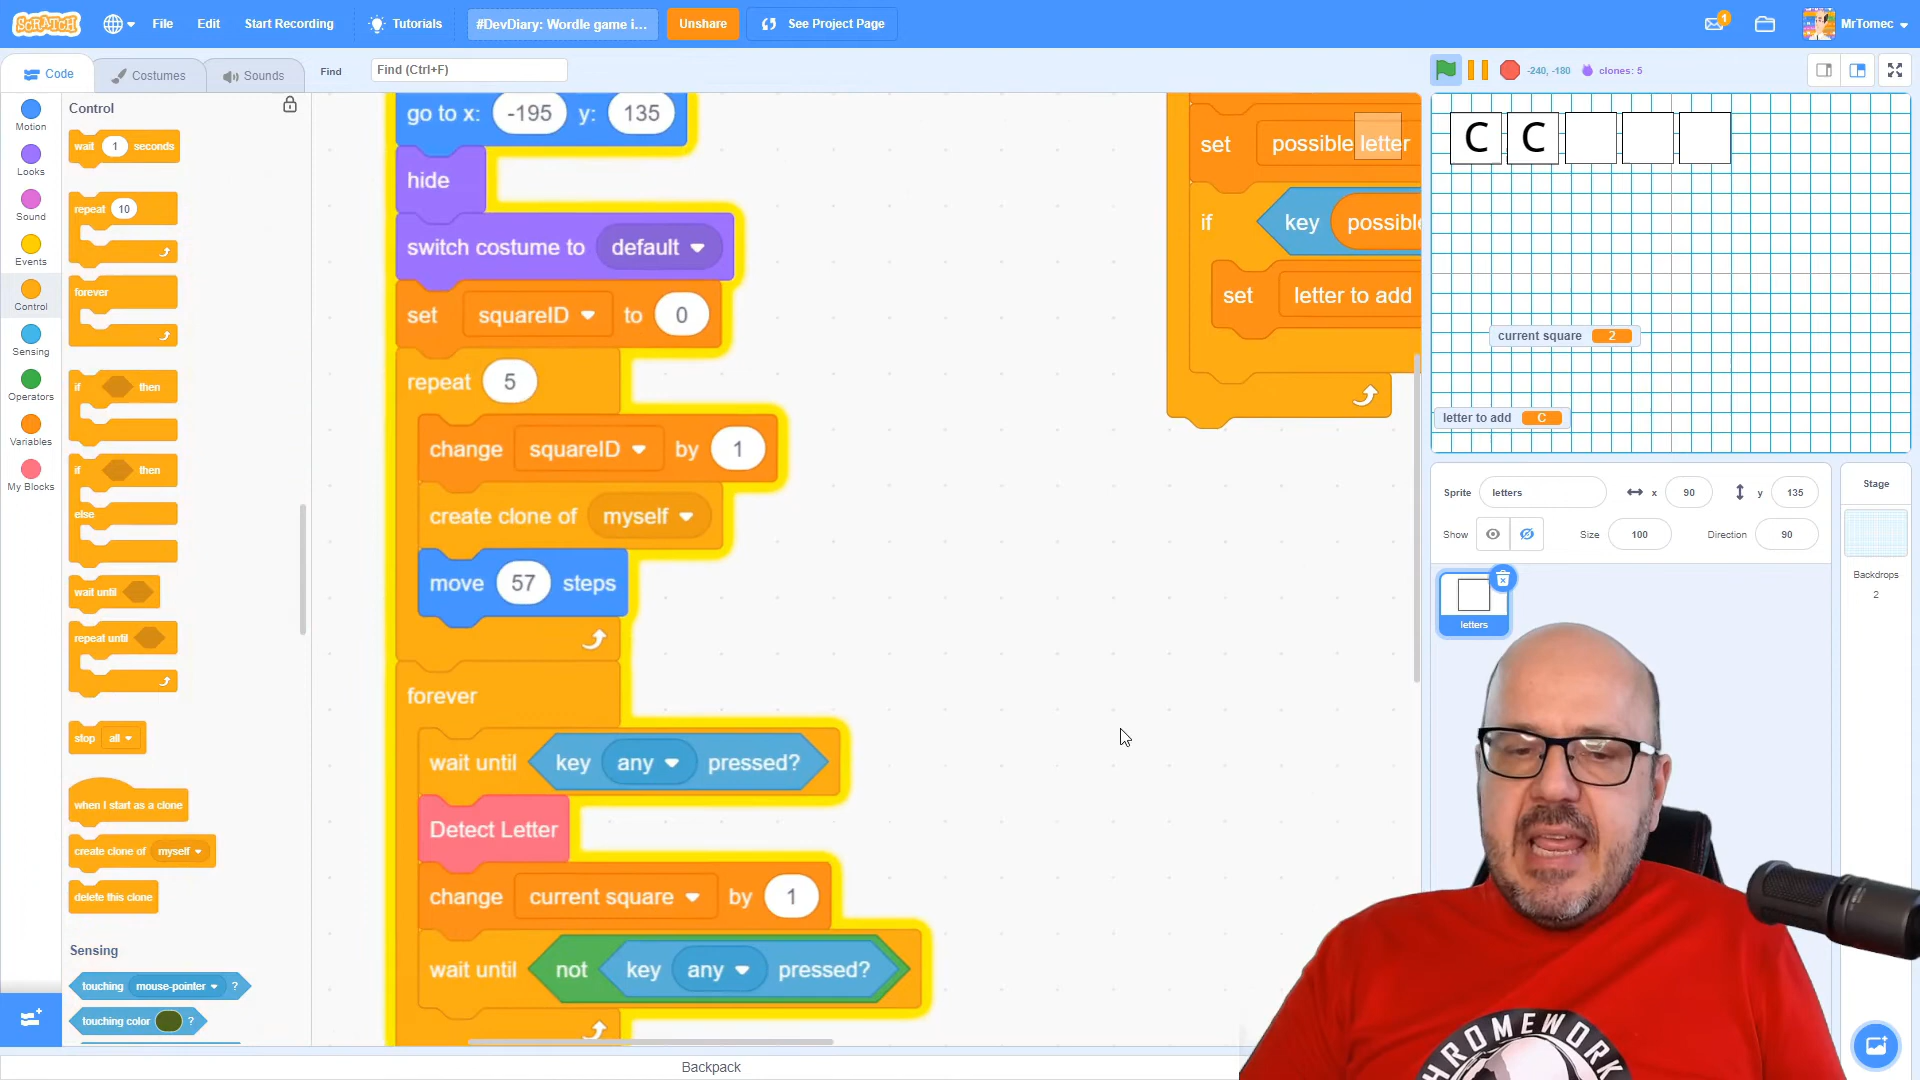 SCRATCH File Edit Start Recording Tutorials #DevDiary: Wordle game i... Unshare See Project Page 1 MrTomec
Code Costumes Sounds Find Find (Ctrl+F) -240, -180 clones: 5
Motion
Looks
Sound
Events
Control
Sensing
Operators
Variables
My Blocks
Control
wait 1 seconds
repeat 10
forever
if then
if then
else
wait until
repeat until
stop all
when I start as a clone
create clone of myself
delete this clone
Sensing
touching mouse-pointer ?
touching color ?
go to x: -195 y: 135
hide
switch costume to default
set squareID to 0
repeat 5
change squareID by 1
create clone of myself
move 57 steps
forever
wait until key any pressed?
Detect Letter
change current square by 1
wait until not key any pressed?
set possible letter
if key possible
set letter to add
C C
current square 2
letter to add C
Sprite letters x 90 y 135
Show Size 100 Direction 90
letters
Stage
Backdrops
2
Backpack
CHROMEWORK